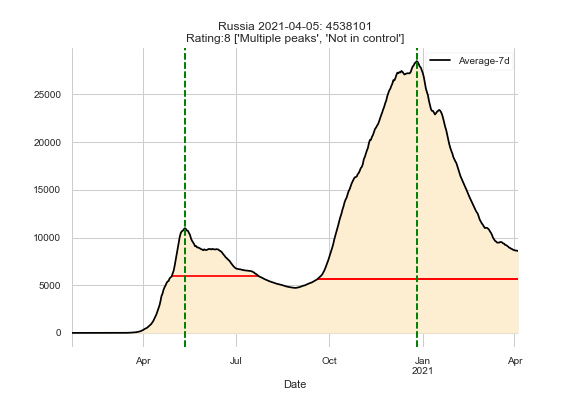 Russia 2021-04-05: 4538101
Rating:8 ['Multiple peaks', 'Not in control']
Average-7d
25000
20000
15000
10000
5000
0
Apr
Jul
Oct
Jan
2021
Apr
Date